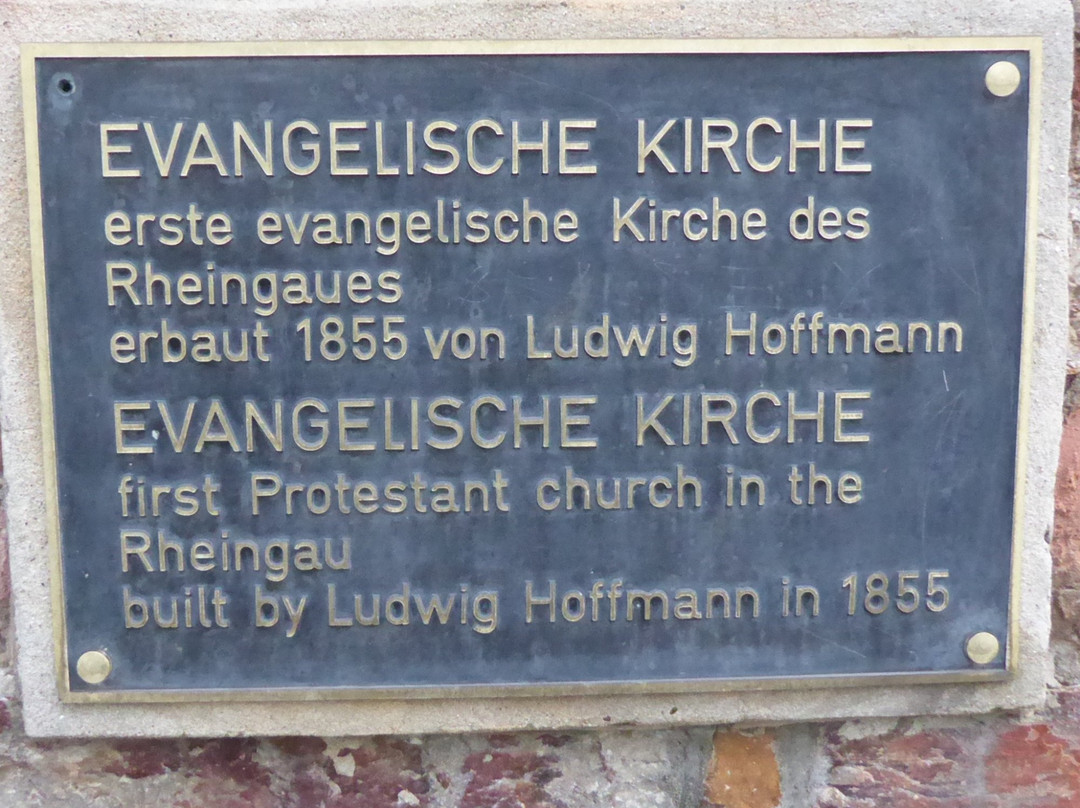 EVANGELISCHE KIRCHE
erste evangelische Kirche des
Rheingaues
erbaut 1855 von Ludwig Hoffmann
EVANGELISCHE KIRCHE
first Protestant church in the
Rheingau
built by Ludwig Hoffmann in 1855